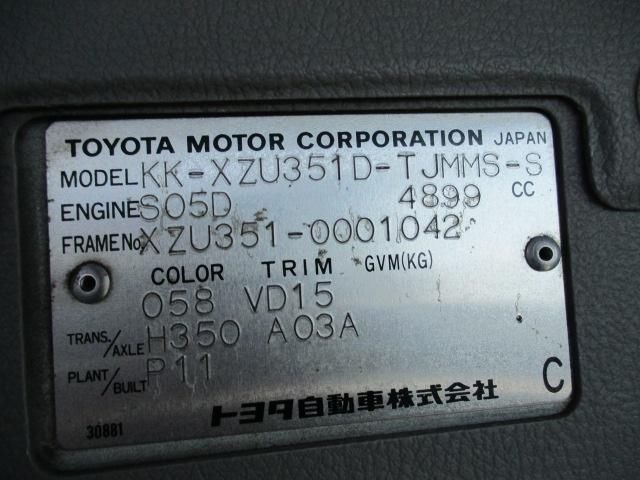 TOYOTA MOTOR CORPORATION JAPAN
MODEL KK-XZU351D-TJMMS-S
ENGINE S05D 4899 CC
FRAME No. XZU351-0001042
COLOR TRIM GVM(KG)
058 VD15
TRANS./AXLE H350 A03A
PLANT/BUILT P11
C
トヨタ自動車株式会社
30881